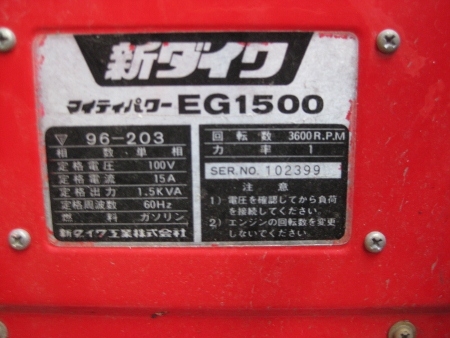 新ダイワ
マイティパワー EG1500
▽ 96-203
相数 単相
定格電圧 100V
定格電流 15A
定格出力 1.5KVA
定格周波数 60Hz
燃料 ガソリン
新ダイワ工業株式会社
回転数 3600R.P.M
力率 1
SER.NO. 102399
注意
1) 電圧を確認してから負荷
を接続してください。
2) エンジンの回転数を変更
しないでください。